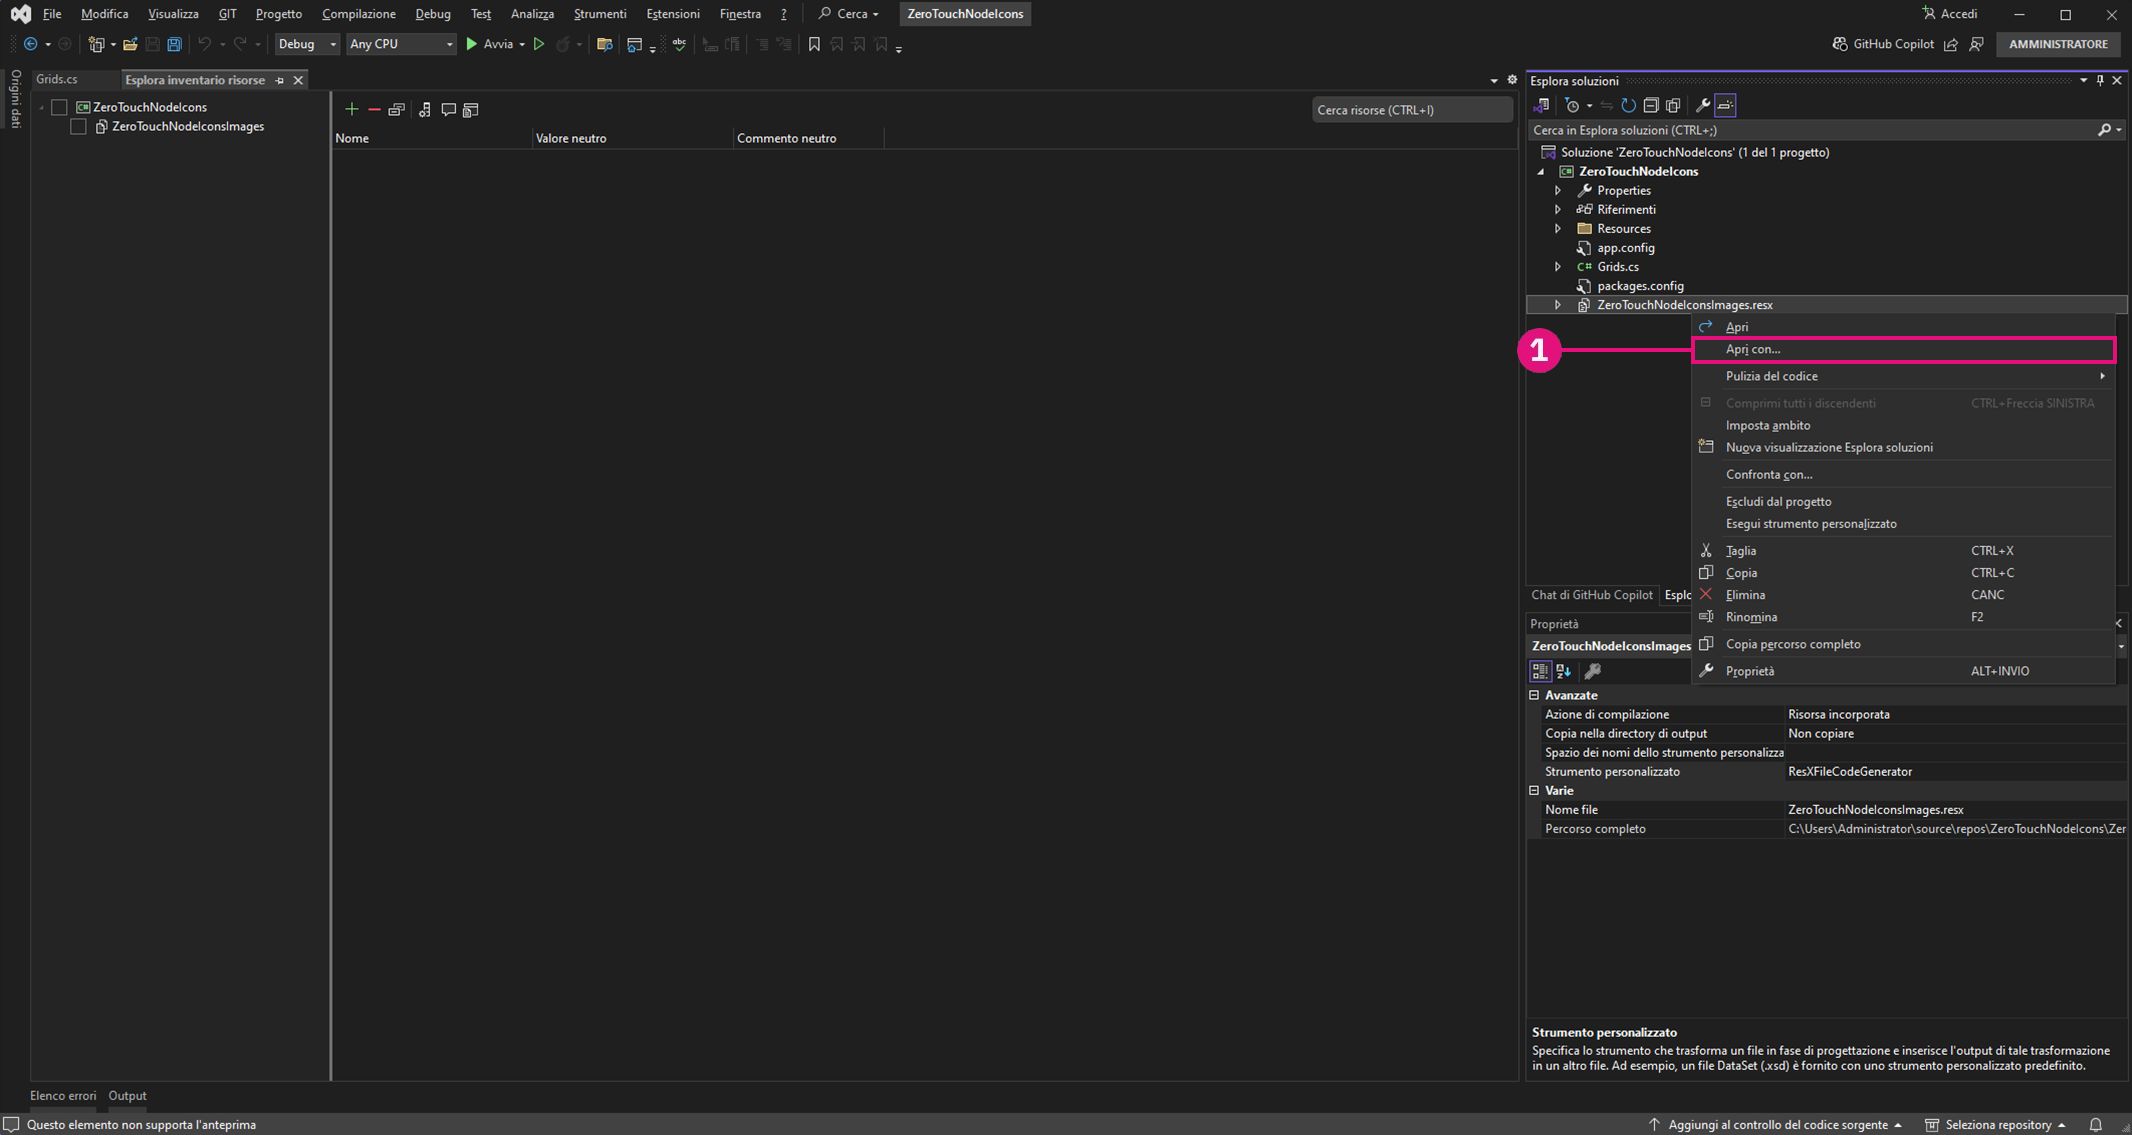 File Modifica Visualizza GIT Progetto Compilazione Debug Test Analizza Strumenti Estensioni Finestra ? Cerca ZeroTouchNodeIcons Accedi
Debug Any CPU Avvia GitHub Copilot AMMINISTRATORE
Origini dati
Grids.cs Esplora inventario risorse
ZeroTouchNodeIcons
ZeroTouchNodeIconsImages
Cerca risorse (CTRL+I)
Nome Valore neutro Commento neutro
Esplora soluzioni
Cerca in Esplora soluzioni (CTRL+;)
Soluzione 'ZeroTouchNodeIcons' (1 del 1 progetto)
ZeroTouchNodeIcons
Properties
Riferimenti
Resources
app.config
C# Grids.cs
packages.config
ZeroTouchNodeIconsImages.resx
1
Apri
Apri con...
Pulizia del codice
Comprimi tutti i discendenti CTRL+Freccia SINISTRA
Imposta ambito
Nuova visualizzazione Esplora soluzioni
Confronta con...
Escludi dal progetto
Esegui strumento personalizzato
Taglia CTRL+X
Copia CTRL+C
Elimina CANC
Rinomina F2
Copia percorso completo
Proprietà ALT+INVIO
Chat di GitHub Copilot Esplo
Proprietà
ZeroTouchNodeIconsImages
Avanzate
Azione di compilazione Risorsa incorporata
Copia nella directory di output Non copiare
Spazio dei nomi dello strumento personalizza
Strumento personalizzato ResXFileCodeGenerator
Varie
Nome file ZeroTouchNodeIconsImages.resx
Percorso completo C:\Users\Administrator\source\repos\ZeroTouchNodeIcons\Zer
Strumento personalizzato
Specifica lo strumento che trasforma un file in fase di progettazione e inserisce l'output di tale trasformazione
in un altro file. Ad esempio, un file DataSet (.xsd) è fornito con uno strumento personalizzato predefinito.
Elenco errori Output
Questo elemento non supporta l'anteprima Aggiungi al controllo del codice sorgente Seleziona repository